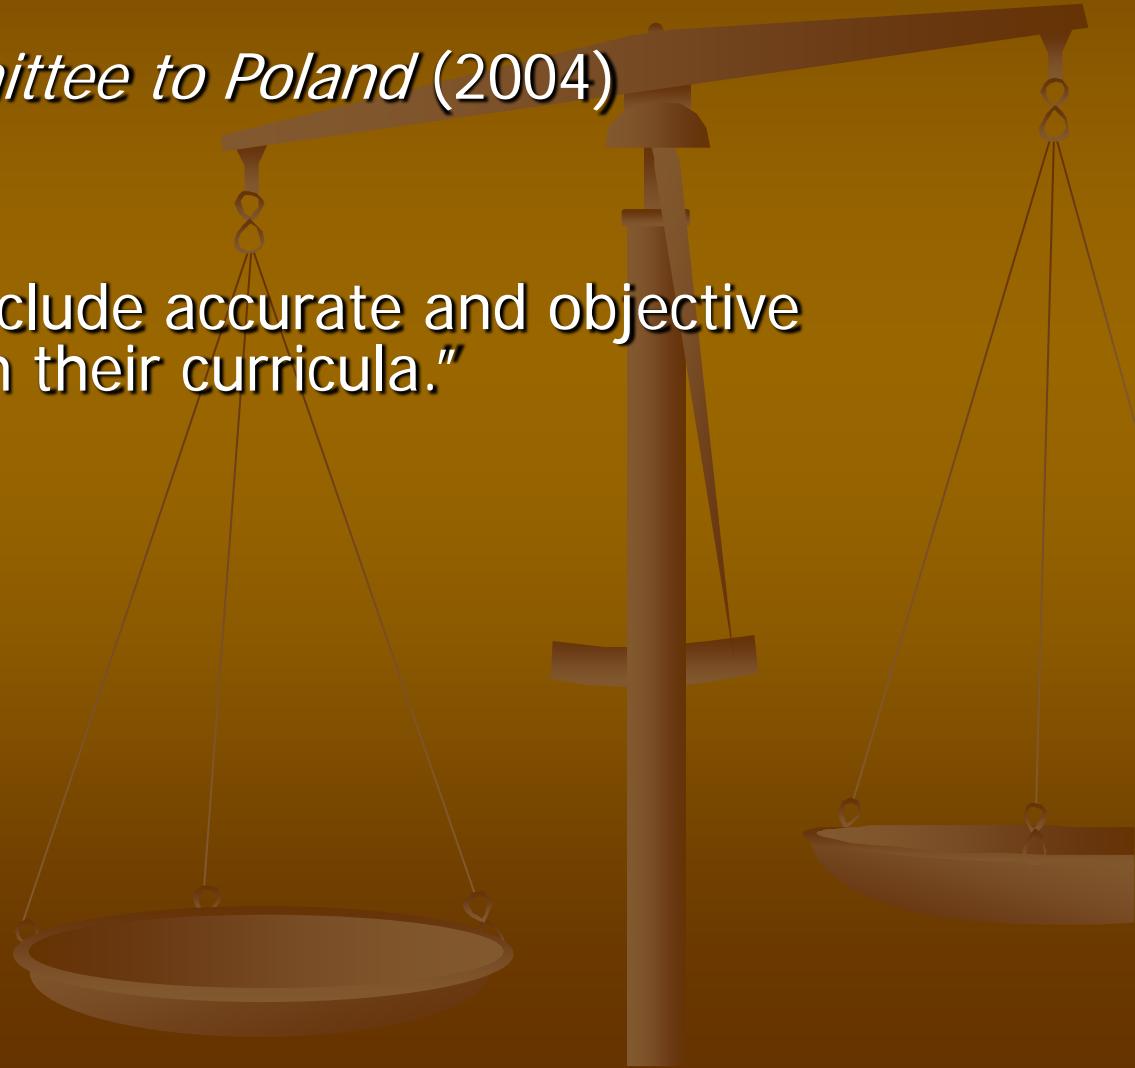 ittee to Poland (2004)
clude accurate and objective
their curricula.”